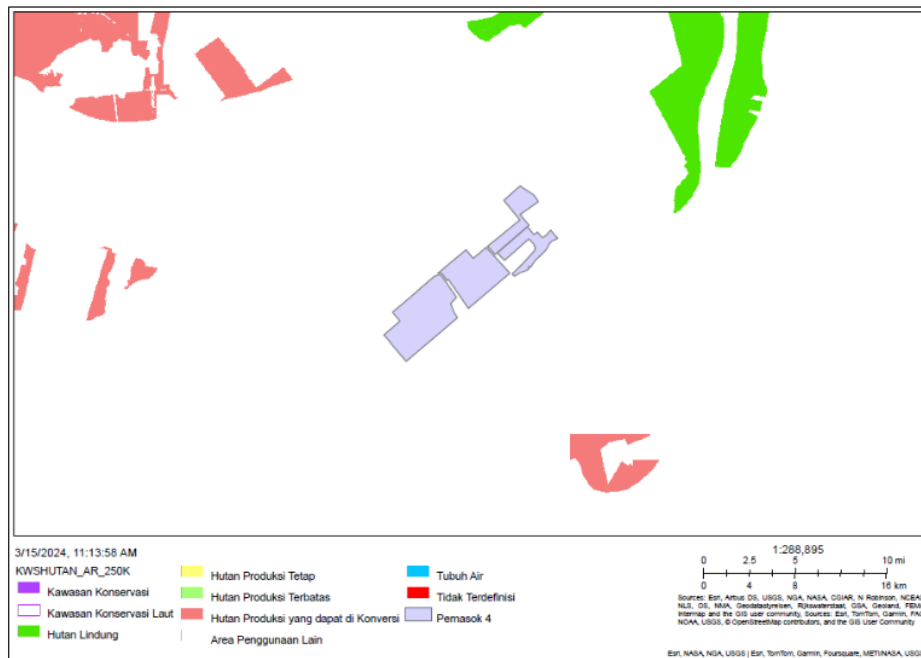 3/15/2024, 11:13:58 AM
KWSHUTAN_AR_250K
Kawasan Konservasi
Kawasan Konservasi Laut
Hutan Lindung
Hutan Produksi Tetap
Hutan Produksi Terbatas
Hutan Produksi yang dapat di Konversi
Area Penggunaan Lain
Tubuh Air
Tidak Terdefinisi
Pemasok 4
1:288,895
0 2.5 5 10 mi
0 4 8 16 km
Sources: Esri, Airbus DS, USGS, NGA, NASA, CGIAR, N Robinson, NCEAS
NLS, OS, NMA, Geodatastyrelsen, Rijkswaterstaat, GSA, Geoland, FEMA
Intermap and the GIS user community, Sources: Esri, TomTom, Garmin, FAO
NOAA, USGS, © OpenStreetMap contributors, and the GIS User Community
Esri, NASA, NGA, USGS | Esri, TomTom, Garmin, Foursquare, METI/NASA, USGS